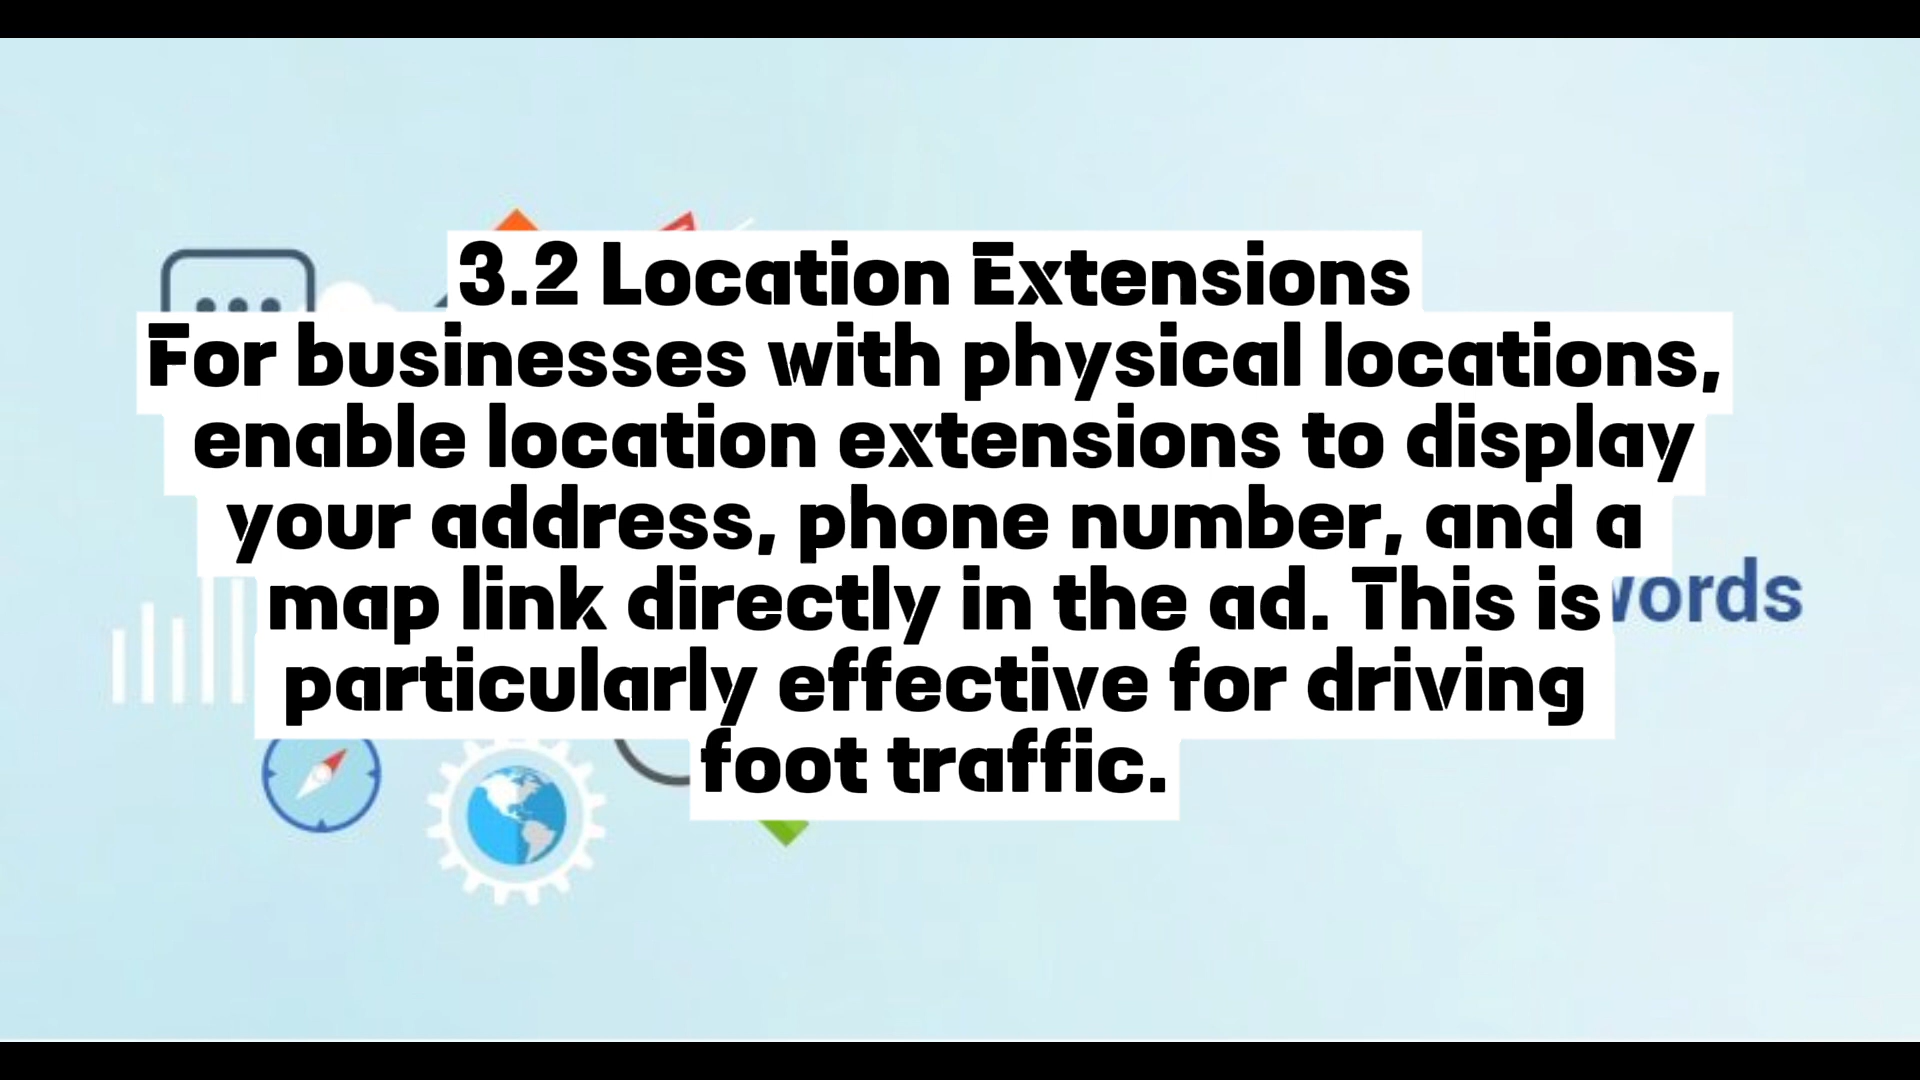 3.2 Location Extensions
For businesses with physical locations,
enable location extensions to display
your address, phone number, and a
map link directly in the ad. This is
particularly effective for driving
foot traffic.